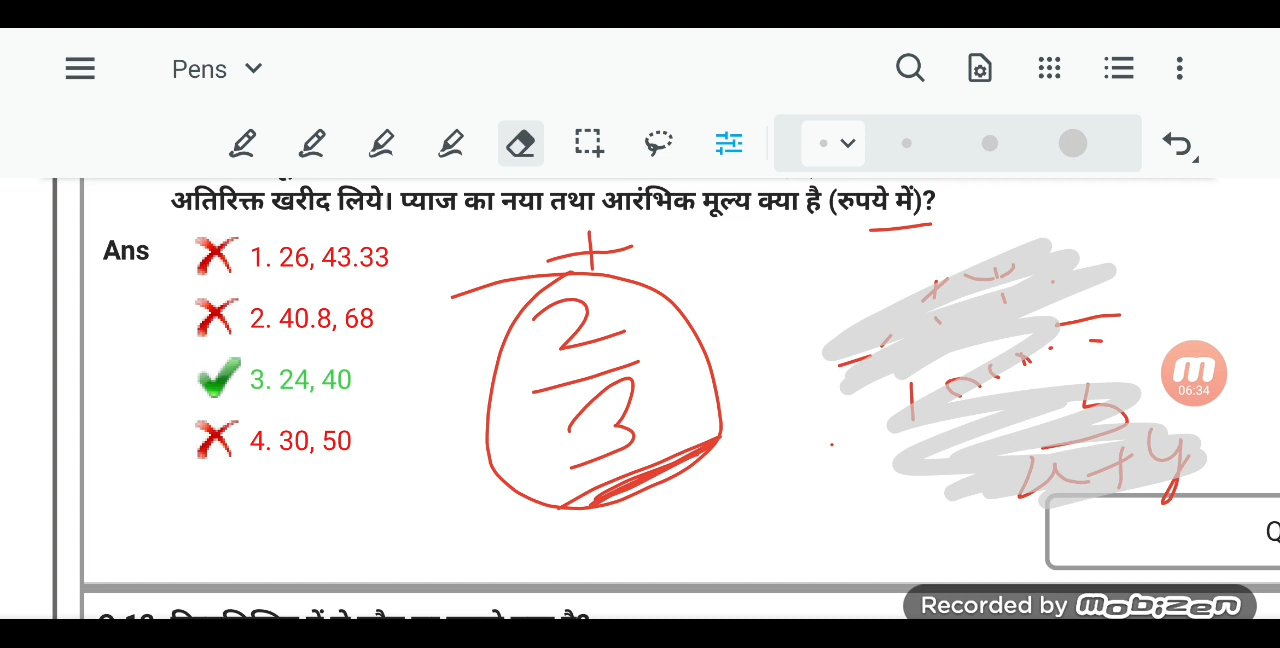 Pens
अतिरिक्त खरीद लिये। प्याज का नया तथा आरंभिक मूल्य क्या है (रुपये में)?
Ans
1. 26, 43.33
2. 40.8, 68
3. 24, 40
4. 30, 50
+
2
3
x+y
m
06:34
Q
Recorded by mobizen